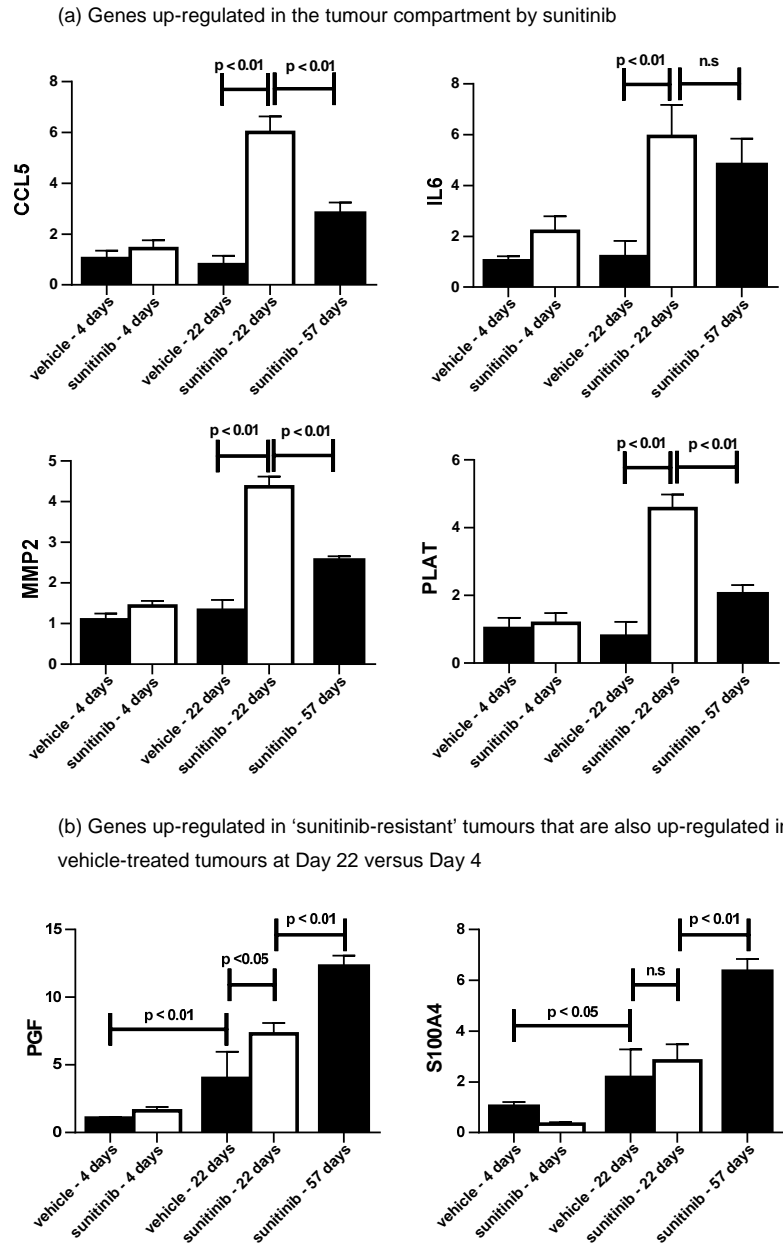 (a) Genes up-regulated in the tumour compartment by sunitinib
p < 0.01
p < 0.01
8
6
4
2
0
CCL5
vehicle - 4 days
sunitinib - 4 days
vehicle - 22 days
sunitinib - 22 days
sunitinib - 57 days
p < 0.01
n.s
8
6
4
2
0
IL6
vehicle - 4 days
sunitinib - 4 days
vehicle - 22 days
sunitinib - 22 days
sunitinib - 57 days
p < 0.01
p < 0.01
5
4
3
2
1
0
MMP2
vehicle - 4 days
sunitinib - 4 days
vehicle - 22 days
sunitinib - 22 days
sunitinib - 57 days
p < 0.01
p < 0.01
6
4
2
0
PLAT
vehicle - 4 days
sunitinib - 4 days
vehicle - 22 days
sunitinib - 22 days
sunitinib - 57 days
(b) Genes up-regulated in ‘sunitinib-resistant’ tumours that are also up-regulated in
vehicle-treated tumours at Day 22 versus Day 4
p < 0.01
p <0.05
p < 0.01
15
10
5
0
PGF
vehicle - 4 days
sunitinib - 4 days
vehicle - 22 days
sunitinib - 22 days
sunitinib - 57 days
p < 0.01
n.s
p < 0.05
8
6
4
2
0
S100A4
vehicle - 4 days
sunitinib - 4 days
vehicle - 22 days
sunitinib - 22 days
sunitinib - 57 days